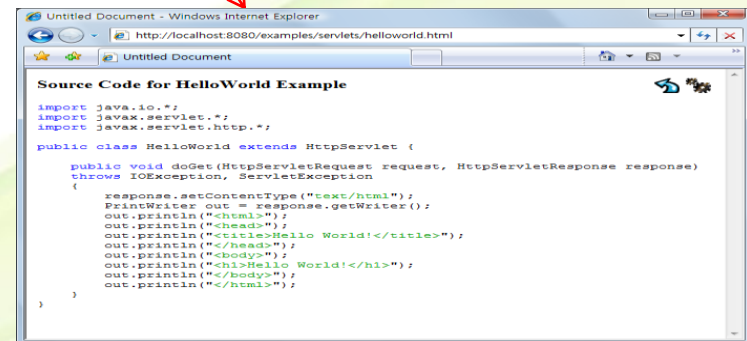 Untitled Document - Windows Internet Explorer
http://localhost:8080/examples/servlets/helloworld.html
Untitled Document
Source Code for HelloWorld Example
import java.io.*;
import javax.servlet.*;
import javax.servlet.http.*;
public class HelloWorld extends HttpServlet {
    public void doGet(HttpServletRequest request, HttpServletResponse response)
    throws IOException, ServletException
    {
        response.setContentType("text/html");
        PrintWriter out = response.getWriter();
        out.println("<html>");
        out.println("<head>");
        out.println("<title>Hello World!</title>");
        out.println("</head>");
        out.println("<body>");
        out.println("<h1>Hello World!</h1>");
        out.println("</body>");
        out.println("</html>");
    }
}